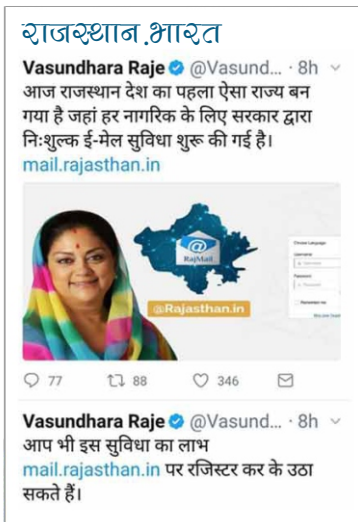 राजस्थान.भारत
Vasundhara Raje @Vasund... · 8h
आज राजस्थान देश का पहला ऐसा राज्य बन
गया है जहां हर नागरिक के लिए सरकार द्वारा
निःशुल्क ई-मेल सुविधा शुरू की गई है।
mail.rajasthan.in
@
RajMail
@Rajasthan.in
Choose Language
Username
Password
Remember me
77 88 346
Vasundhara Raje @Vasund... · 8h
आप भी इस सुविधा का लाभ
mail.rajasthan.in पर रजिस्टर कर के उठा
सकते हैं।